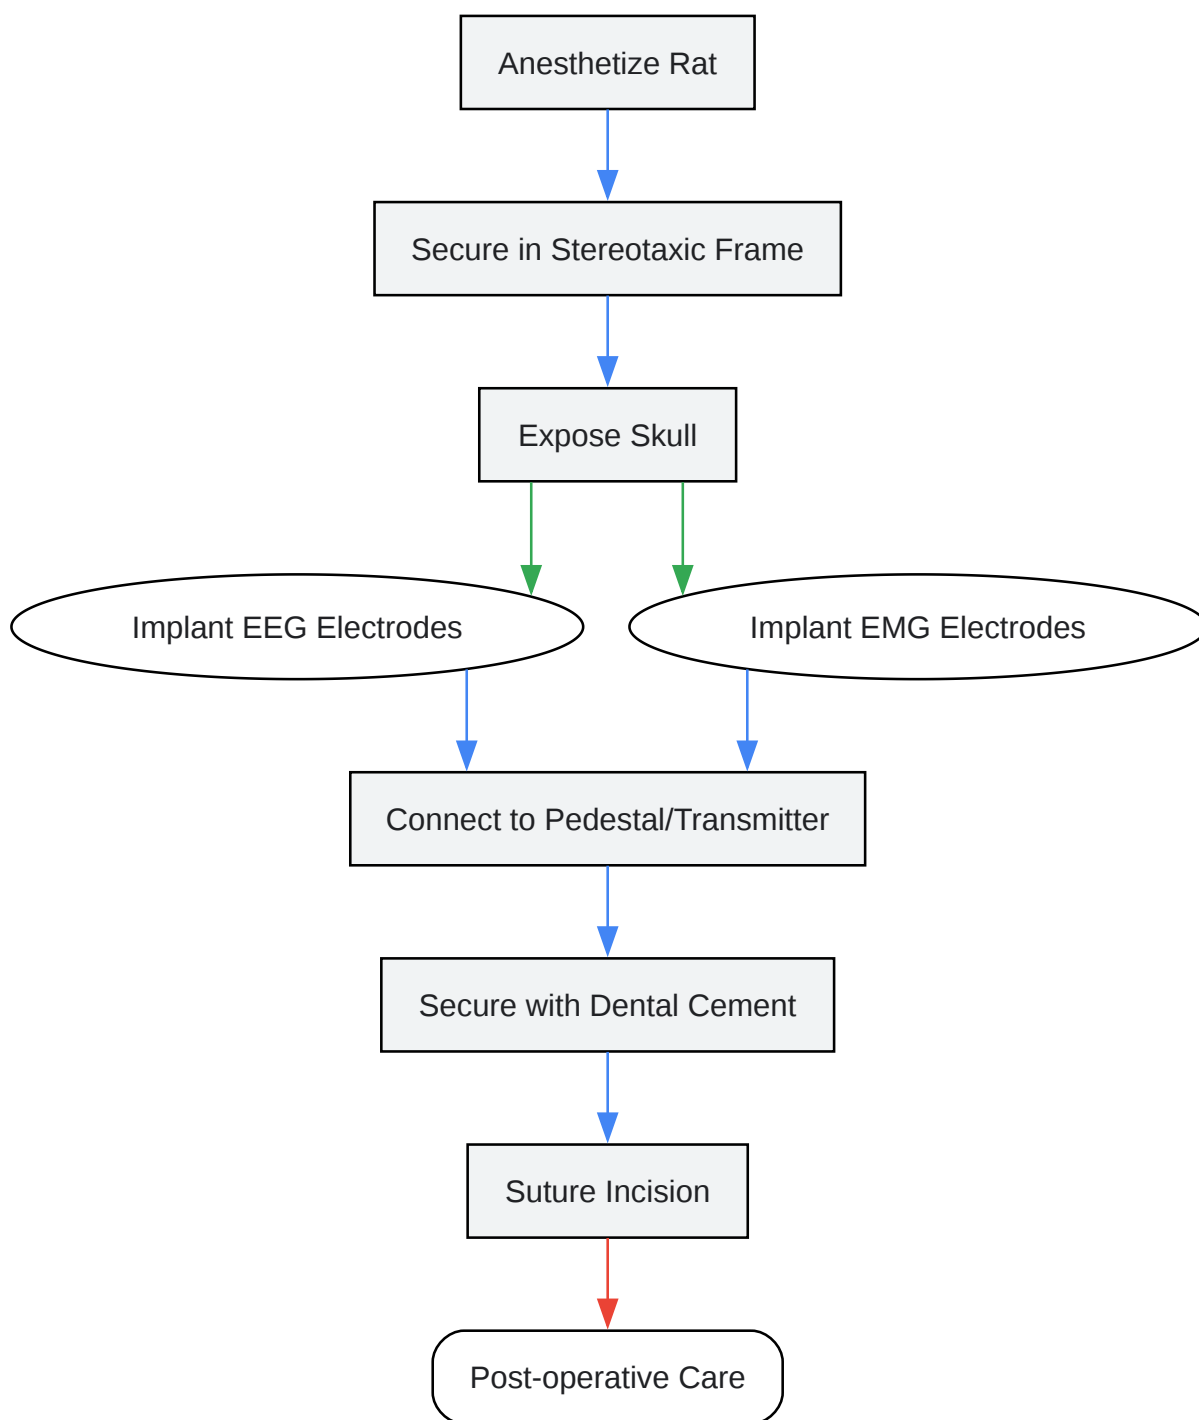 Anesthetize Rat
Secure in Stereotaxic Frame
Expose Skull
Implant EEG Electrodes
Implant EMG Electrodes
Connect to Pedestal/Transmitter
Secure with Dental Cement
Suture Incision
Post-operative Care